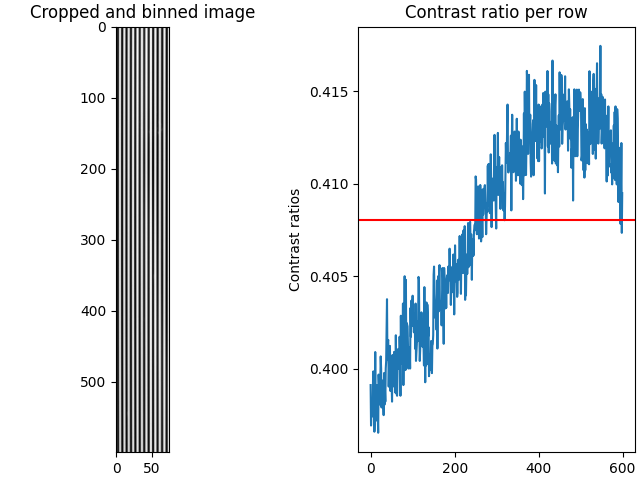 Cropped and binned image
0
100
200
300
400
500
0 50
Contrast ratio per row
Contrast ratios
0.415
0.410
0.405
0.400
0 200 400 600